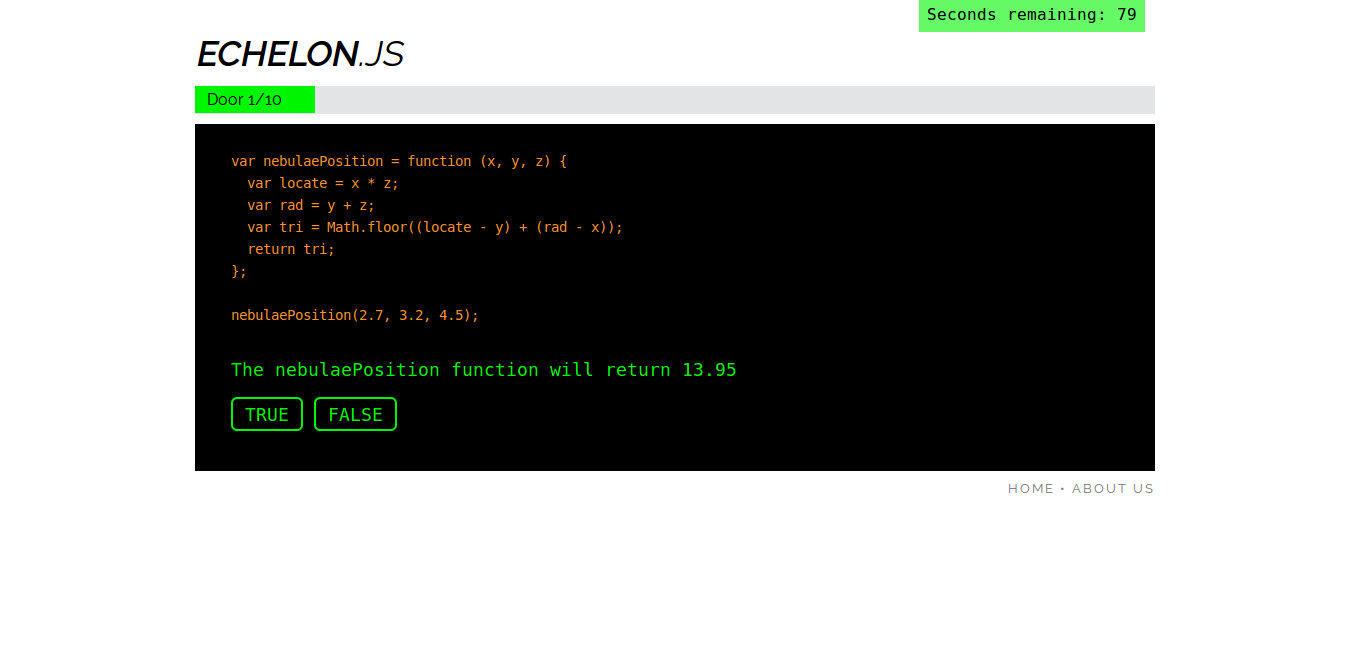 Seconds remaining: 79
ECHELON.JS
Door 1/10
var nebulaePosition = function (x, y, z) {
  var locate = x * z;
  var rad = y + z;
  var tri = Math.floor((locate - y) + (rad - x));
  return tri;
};
nebulaePosition(2.7, 3.2, 4.5);
The nebulaePosition function will return 13.95
TRUE FALSE
HOME • ABOUT US